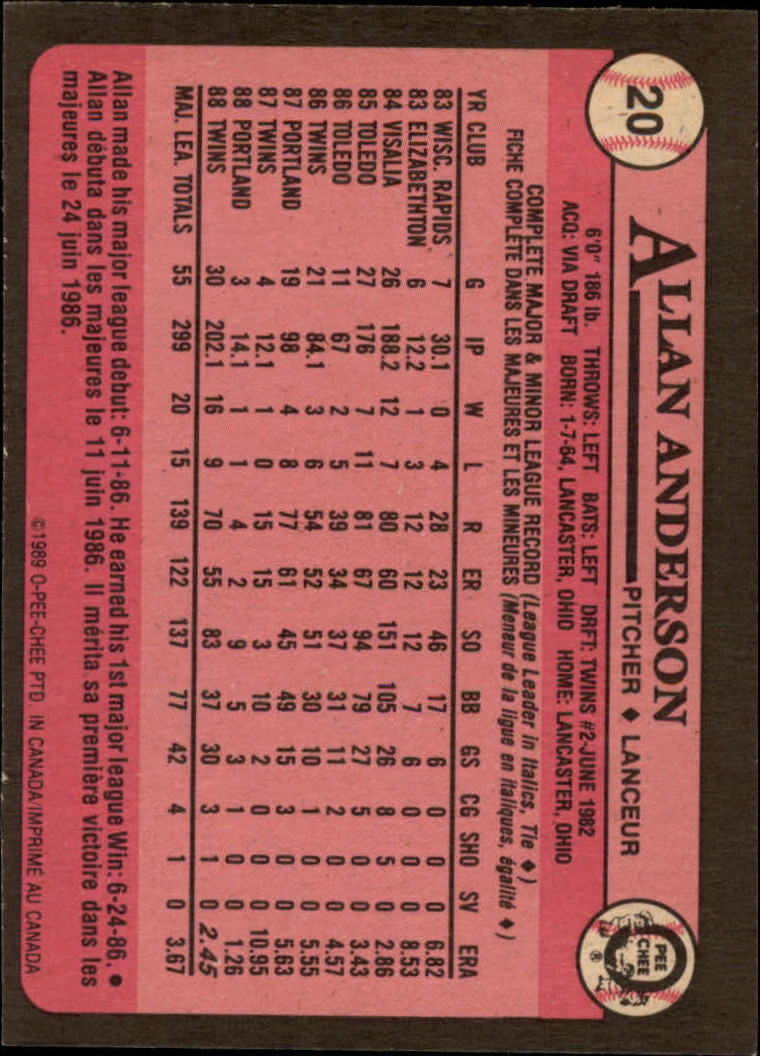 20
ALLAN ANDERSON
PITCHER ♦ LANCEUR
O PEE CHEE ®
6'0" 186 lb. THROWS: LEFT BATS: LEFT DRFT: TWINS #2-JUNE 1982
ACQ: VIA DRAFT BORN: 1-7-64, LANCASTER, OHIO HOME: LANCASTER, OHIO
COMPLETE MAJOR & MINOR LEAGUE RECORD (League Leader in Italics, Tie ♦)
FICHE COMPLÈTE DANS LES MAJEURES ET LES MINEURES (Meneur de la ligue en italiques, égalité ♦)
YR CLUB G IP W L R ER SO BB GS CG SHO SV ERA
83 WISC. RAPIDS 7 30.1 0 4 28 23 46 17 6 0 0 0 6.82
83 ELIZABETHTON 6 12.2 1 3 12 12 12 7 6 0 0 0 8.53
84 VISALIA 26 188.2 12 7 80 60 151 105 26 8 5 0 2.86
85 TOLEDO 27 176 7 11 81 67 94 79 27 5 0 0 3.43
86 TOLEDO 11 67 2 5 39 34 37 31 11 2 0 0 4.57
86 TWINS 21 84.1 3 6 54 52 51 30 10 1 0 0 5.55
87 PORTLAND 19 98 4 8 77 61 45 49 15 3 0 0 5.63
87 TWINS 4 12.1 1 0 15 15 3 10 2 0 0 0 10.95
88 PORTLAND 3 14.1 1 1 4 2 9 5 3 1 0 0 1.26
88 TWINS 30 202.1 16 9 70 55 83 37 30 3 1 0 2.45
MAJ. LEA. TOTALS 55 299 20 15 139 122 137 77 42 4 1 0 3.67
Allan made his major league debut: 6-11-86. He earned his 1st major league Win: 6-24-86. ●
Allan débuta dans les majeures le 11 juin 1986. Il mérita sa première victoire dans les
majeures le 24 juin 1986.
©1989 O-PEE-CHEE PTD. IN CANADA/IMPRIMÉ AU CANADA